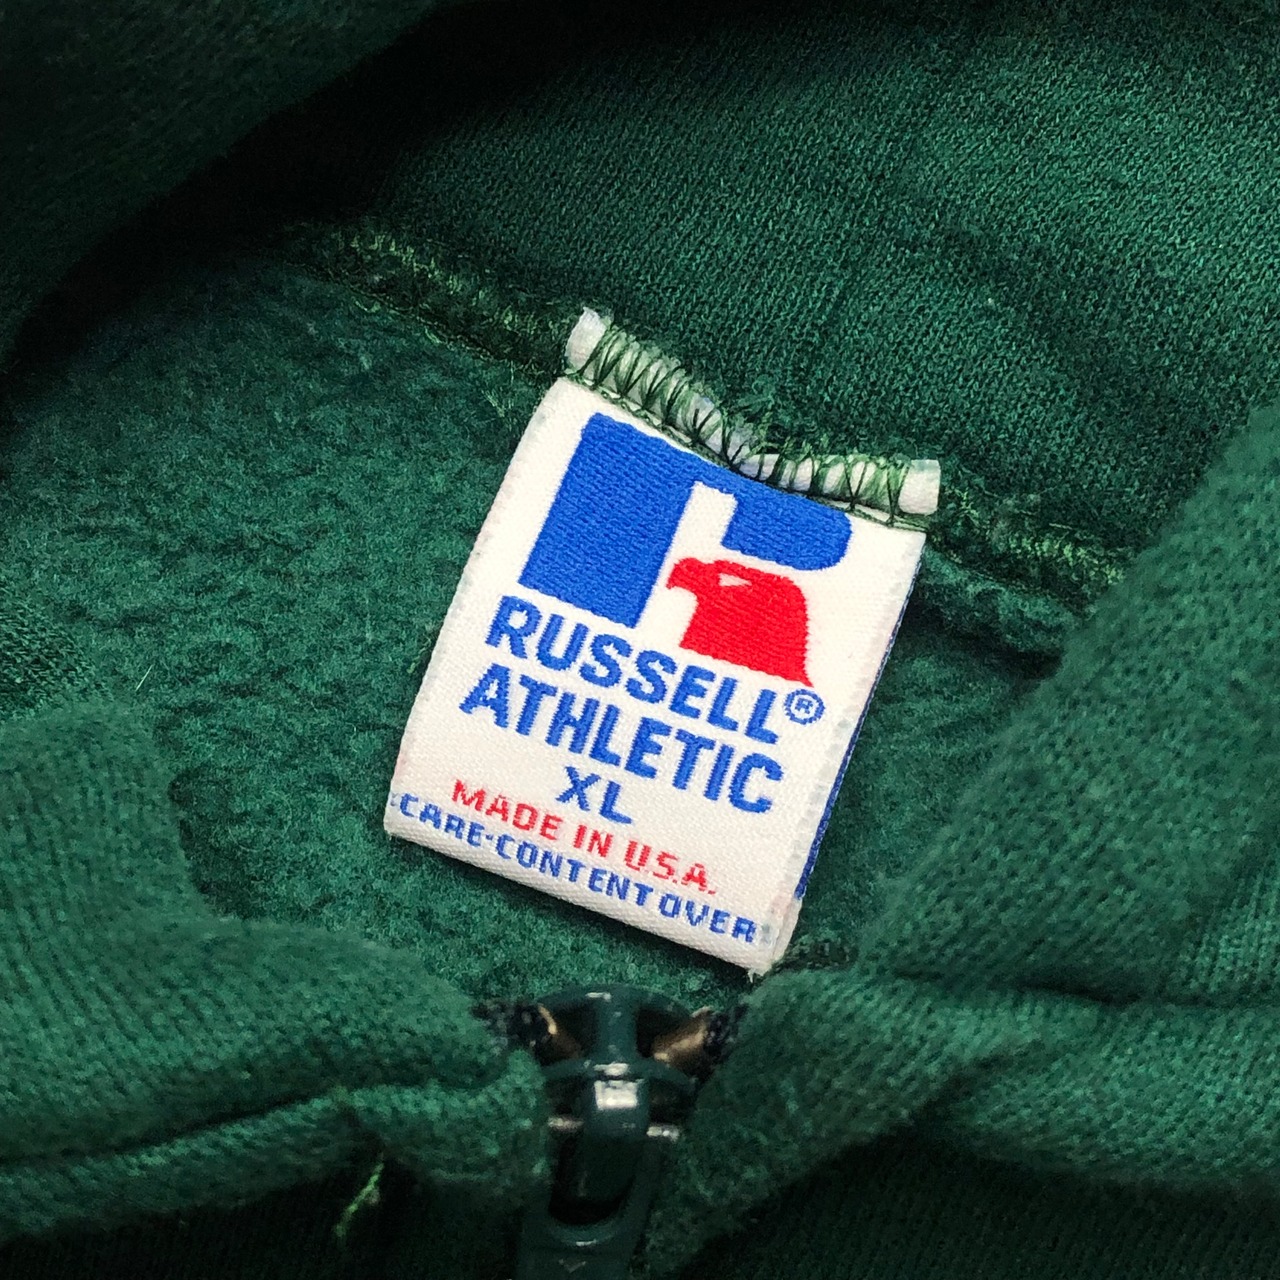 RUSSELL®
ATHLETIC
XL
MADE IN U.S.A.
CARE-CONTENT OVER